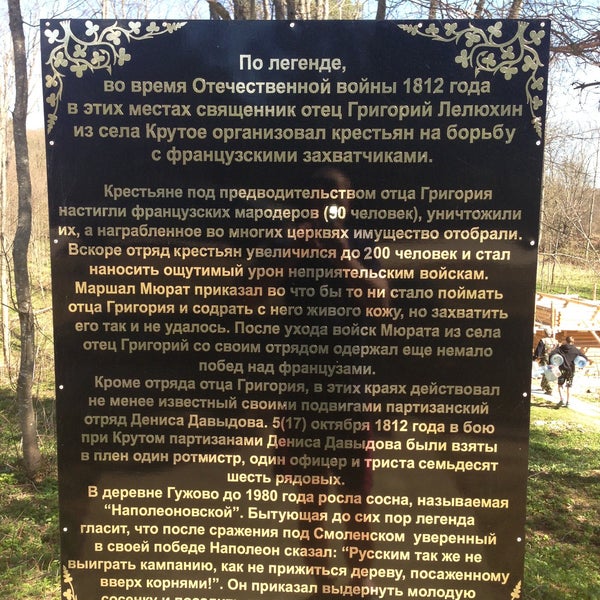 По легенде,
во время Отечественной войны 1812 года
в этих местах священник отец Григорий Лелюхин
из села Крутое организовал крестьян на борьбу
с французскими захватчиками.
Крестьяне под предводительством отца Григория
настигли французских мародеров (90 человек), уничтожили
их, а награбленное во многих церквях имущество отобрали.
Вскоре отряд крестьян увеличился до 200 человек и стал
наносить ощутимый урон неприятельским войскам.
Маршал Мюрат приказал во что бы то ни стало поймать
отца Григория и содрать с него живого кожу, но захватить
его так и не удалось. После ухода войск Мюрата из села
отец Григорий со своим отрядом одержал еще немало
побед над французами.
Кроме отряда отца Григория, в этих краях действовал
не менее известный своими подвигами партизанский
отряд Дениса Давыдова. 5(17) октября 1812 года в бою
при Крутом партизанами Дениса Давыдова были взяты
в плен один ротмистр, один офицер и триста семьдесят
шесть рядовых.
В деревне Гужово до 1980 года росла сосна, называемая
“Наполеоновской”. Бытующая до сих пор легенда
гласит, что после сражения под Смоленском уверенный
в своей победе Наполеон сказал: “Русским так же не
выиграть кампанию, как не прижиться дереву, посаженному
вверх корнями!”. Он приказал выдернуть молодую
сосенку и